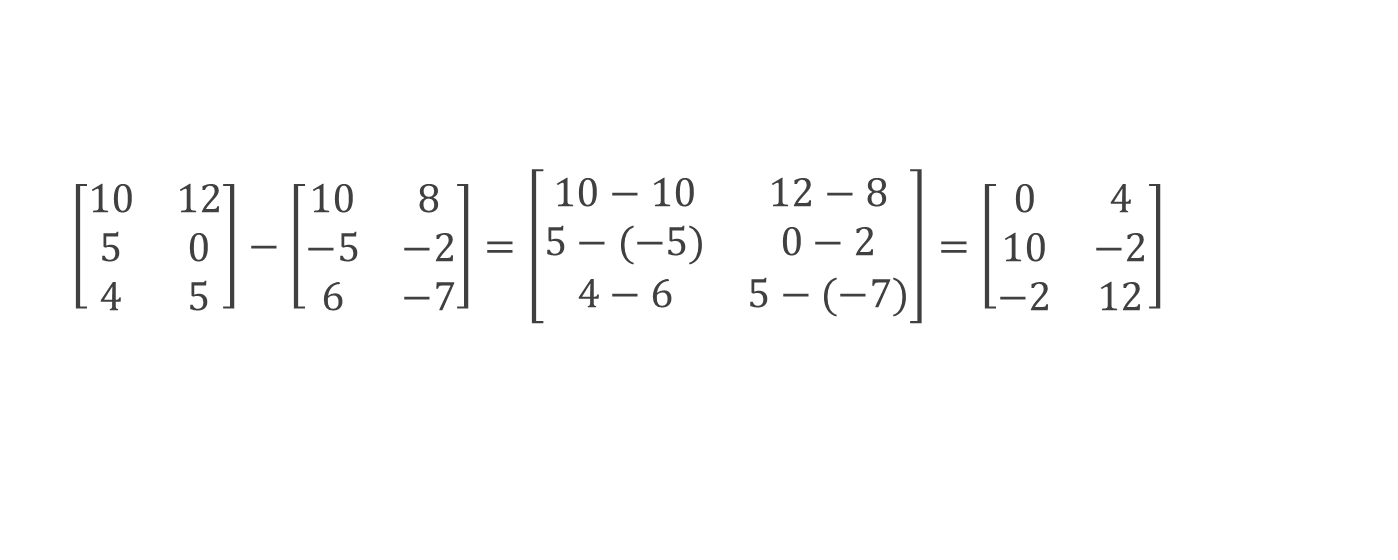 [10 12] − [10 8] = [10 − 10 12 − 8] = [0 4]
[5 0] − [−5 −2] = [5 − (−5) 0 − 2] = [10 −2]
[4 5] − [6 −7] = [4 − 6 5 − (−7)] = [−2 12]